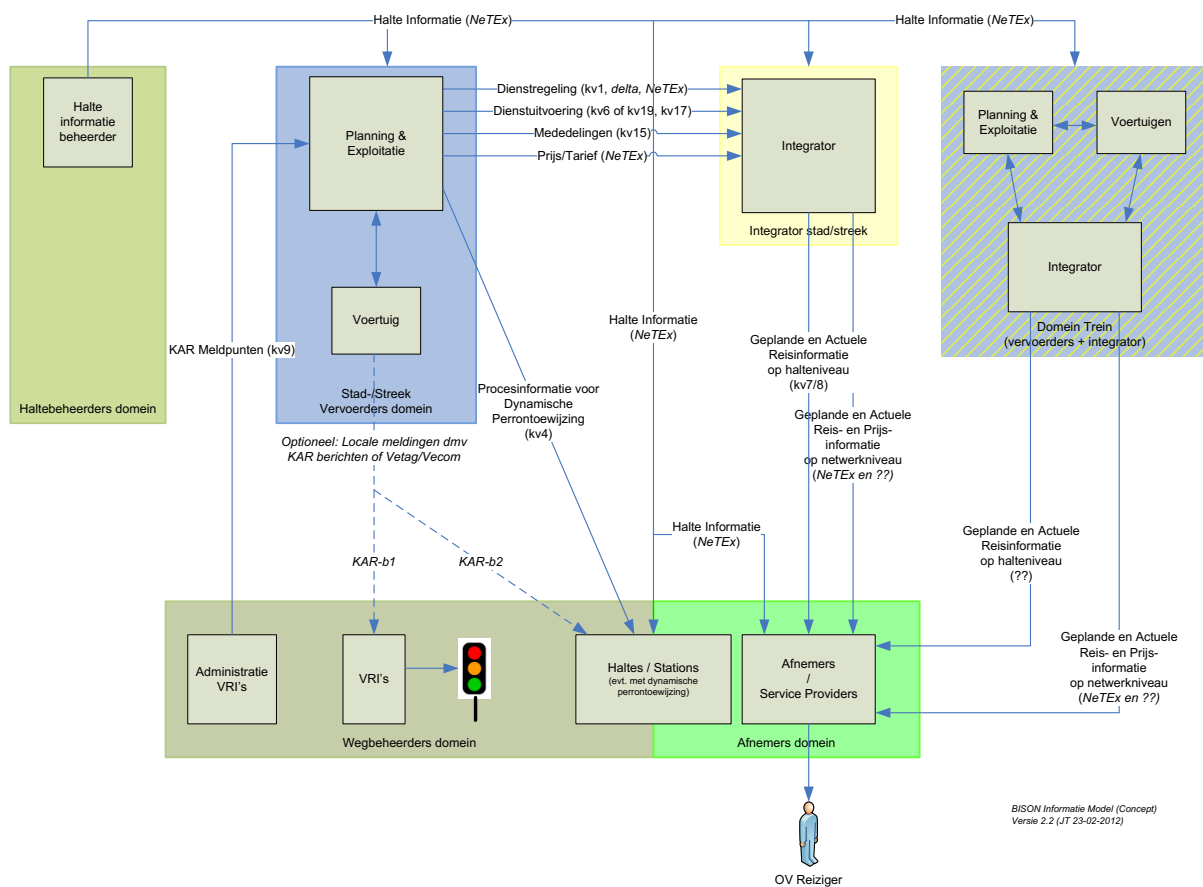 Halte Informatie (NeTEx)
Halte Informatie (NeTEx)
Halte
informatie
beheerder
Haltebeheerders domein
Planning &
Exploitatie
Voertuig
Stad-/Streek
Vervoerders domein
Dienstregeling (kv1, delta, NeTEx)
Dienstuitvoering (kv6 of kv19, kv17)
Mededelingen (kv15)
Prijs/Tarief (NeTEx)
Integrator
Integrator stad/streek
Planning &
Exploitatie
Voertuigen
Integrator
Domein Trein
(vervoerders + integrator)
KAR Meldpunten (kv9)
Halte Informatie
(NeTEx)
Geplande en Actuele
Reisinformatie
op halteniveau
(kv7/8)
Procesinformatie voor
Dynamische
Perrontoewijzing
(kv4)
Geplande en Actuele
Reis- en Prijs-
informatie
op netwerkniveau
(NeTEx en ??)
Optioneel: Locale meldingen dmv
KAR berichten of Vetag/Vecom
Halte Informatie
(NeTEx)
Geplande en Actuele
Reisinformatie
op halteniveau
(??)
KAR-b1
KAR-b2
Geplande en Actuele
Reis- en Prijs-
informatie
op netwerkniveau
(NeTEx en ??)
Administratie
VRI's
VRI's
Haltes / Stations
(evt. met dynamische
perrontoewijzing)
Afnemers
/
Service Providers
Wegbeheerders domein
Afnemers domein
OV Reiziger
BISON Informatie Model (Concept)
Versie 2.2 (JT 23-02-2012)